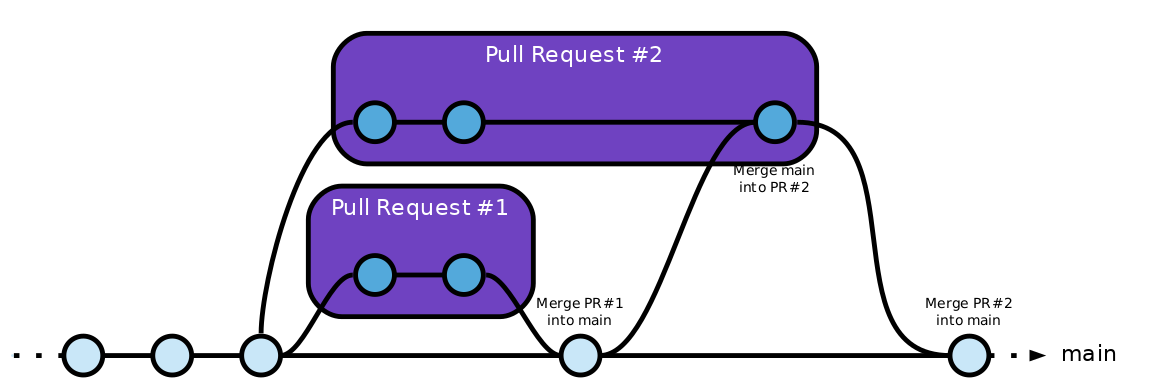 Pull Request #2
Merge main
into PR#2
Pull Request #1
Merge PR#1
into main
Merge PR#2
into main
main